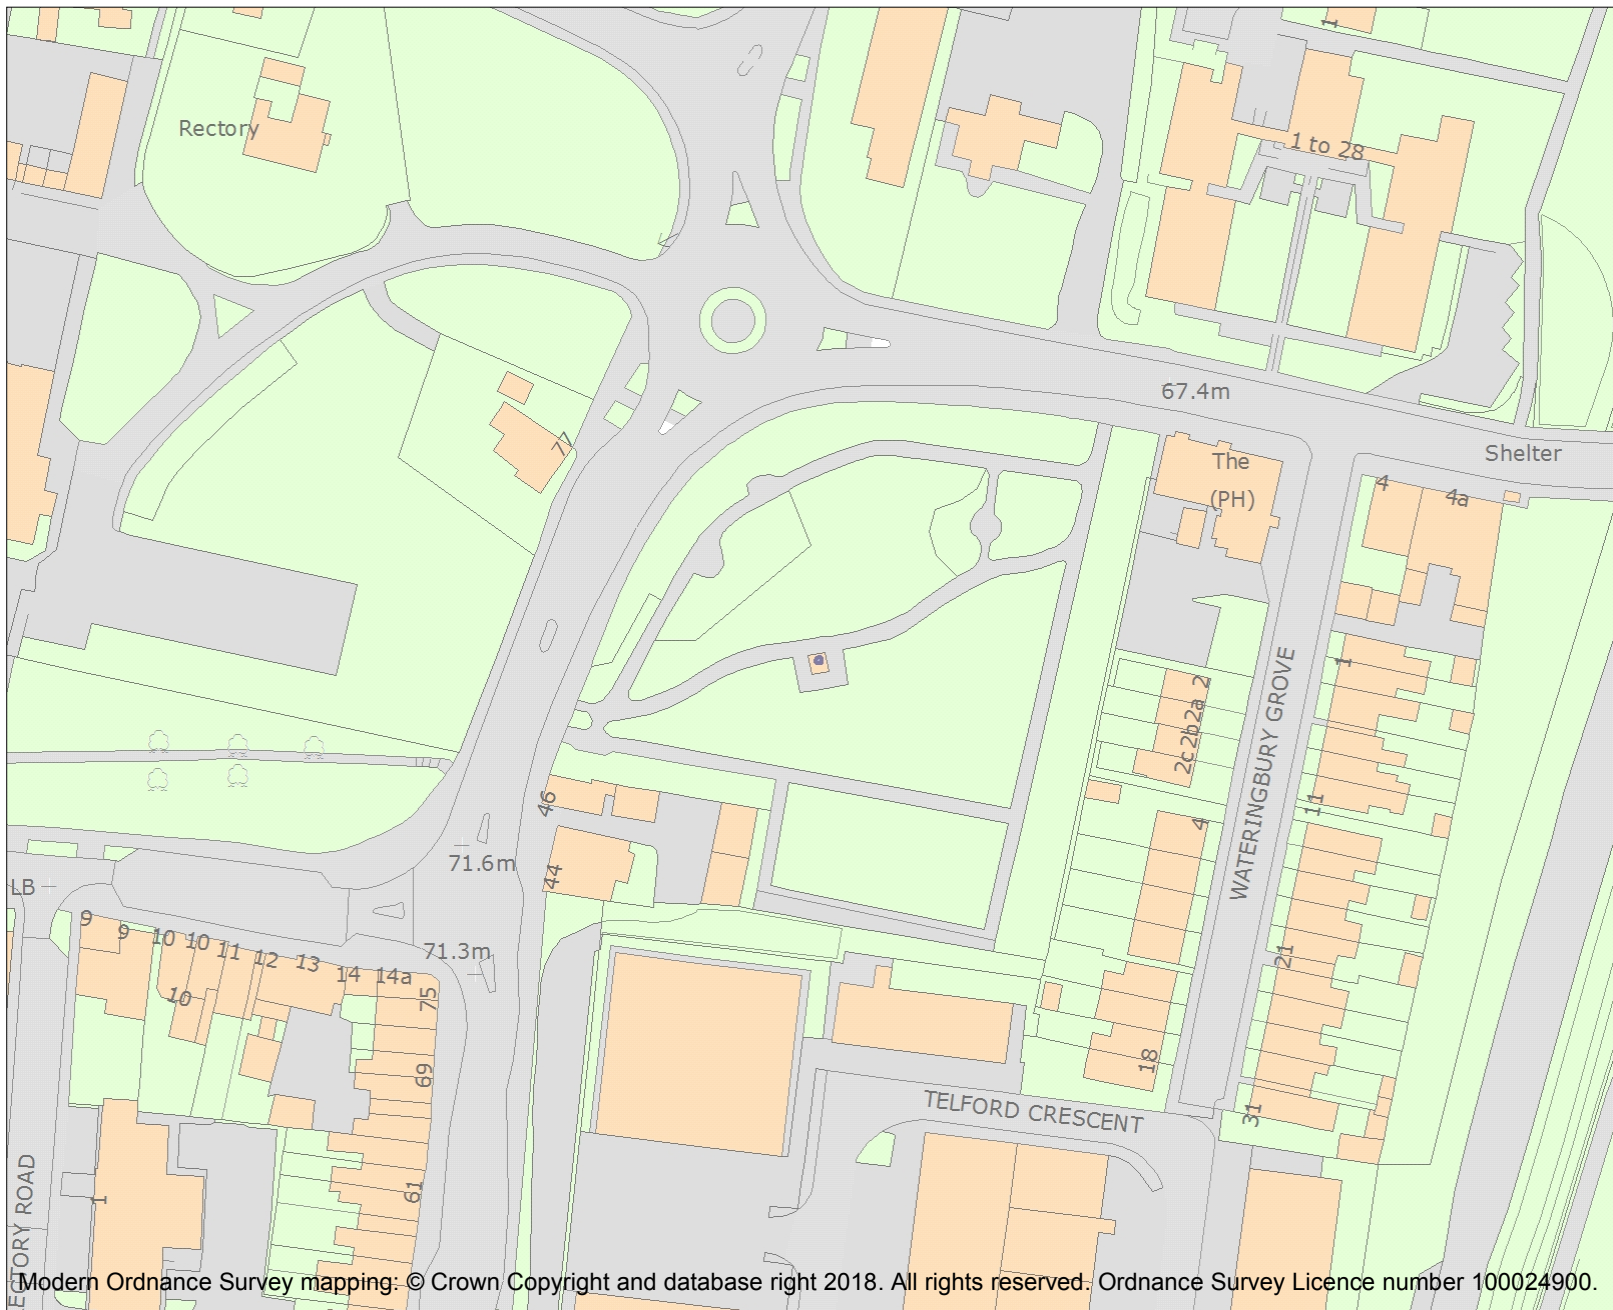 1
Rectory
1 to 28
67.4m
77
The
(PH)
Shelter
4
4a
WATERINGBURY GROVE
1
2
2a
2b
2c
11
4
46
44
71.6m
LB
71.3m
9
9
10
10
11
12
13
14
14a
10
75
69
61
21
18
31
TELFORD CRESCENT
ECTORY ROAD
1
Modern Ordnance Survey mapping: © Crown Copyright and database right 2018. All rights reserved. Ordnance Survey Licence number 100024900.